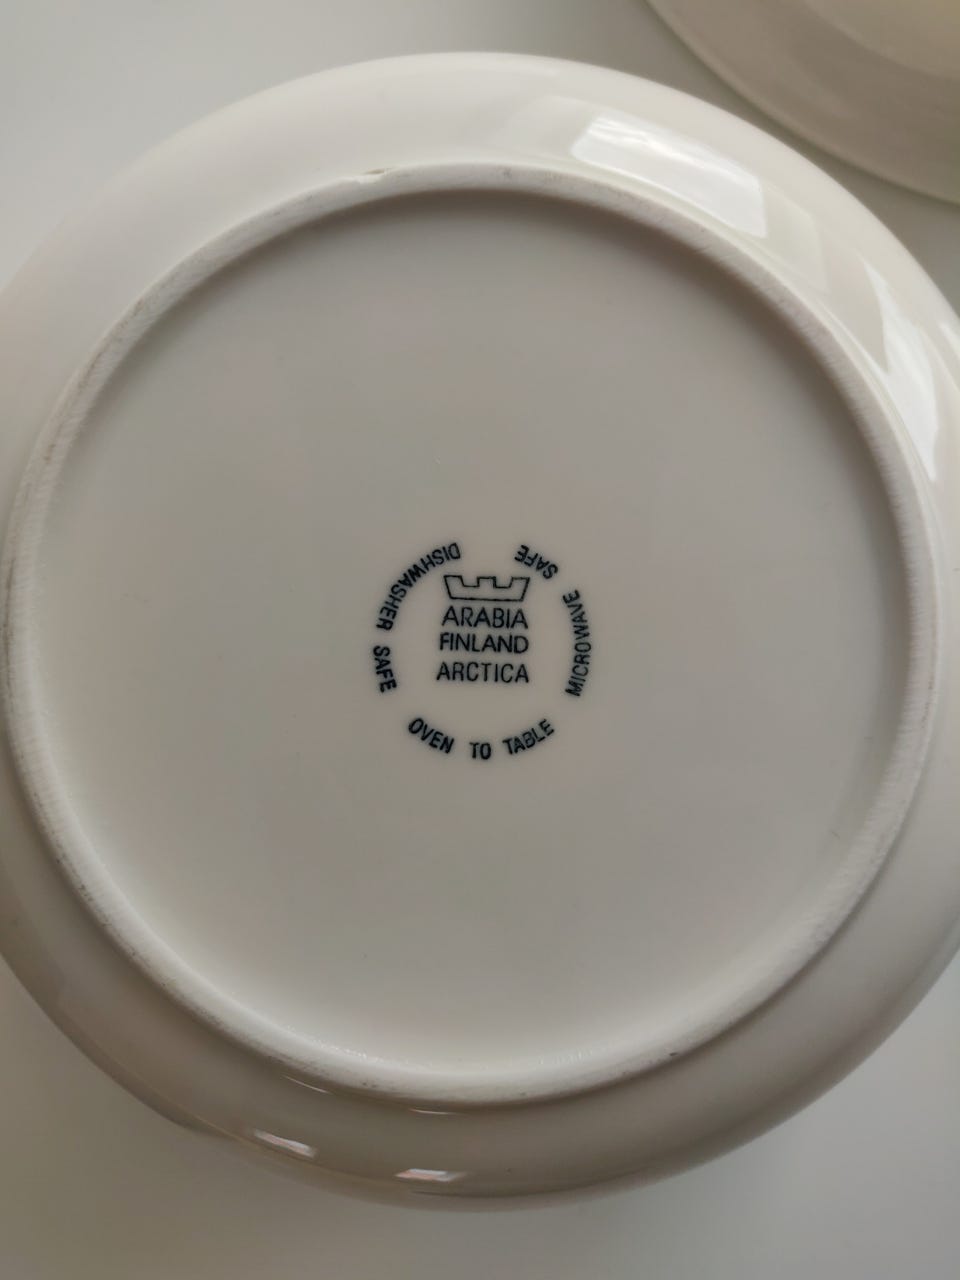 ARABIA
FINLAND
ARCTICA
DISHWASHER SAFE
OVEN TO TABLE
MICROWAVE SAFE